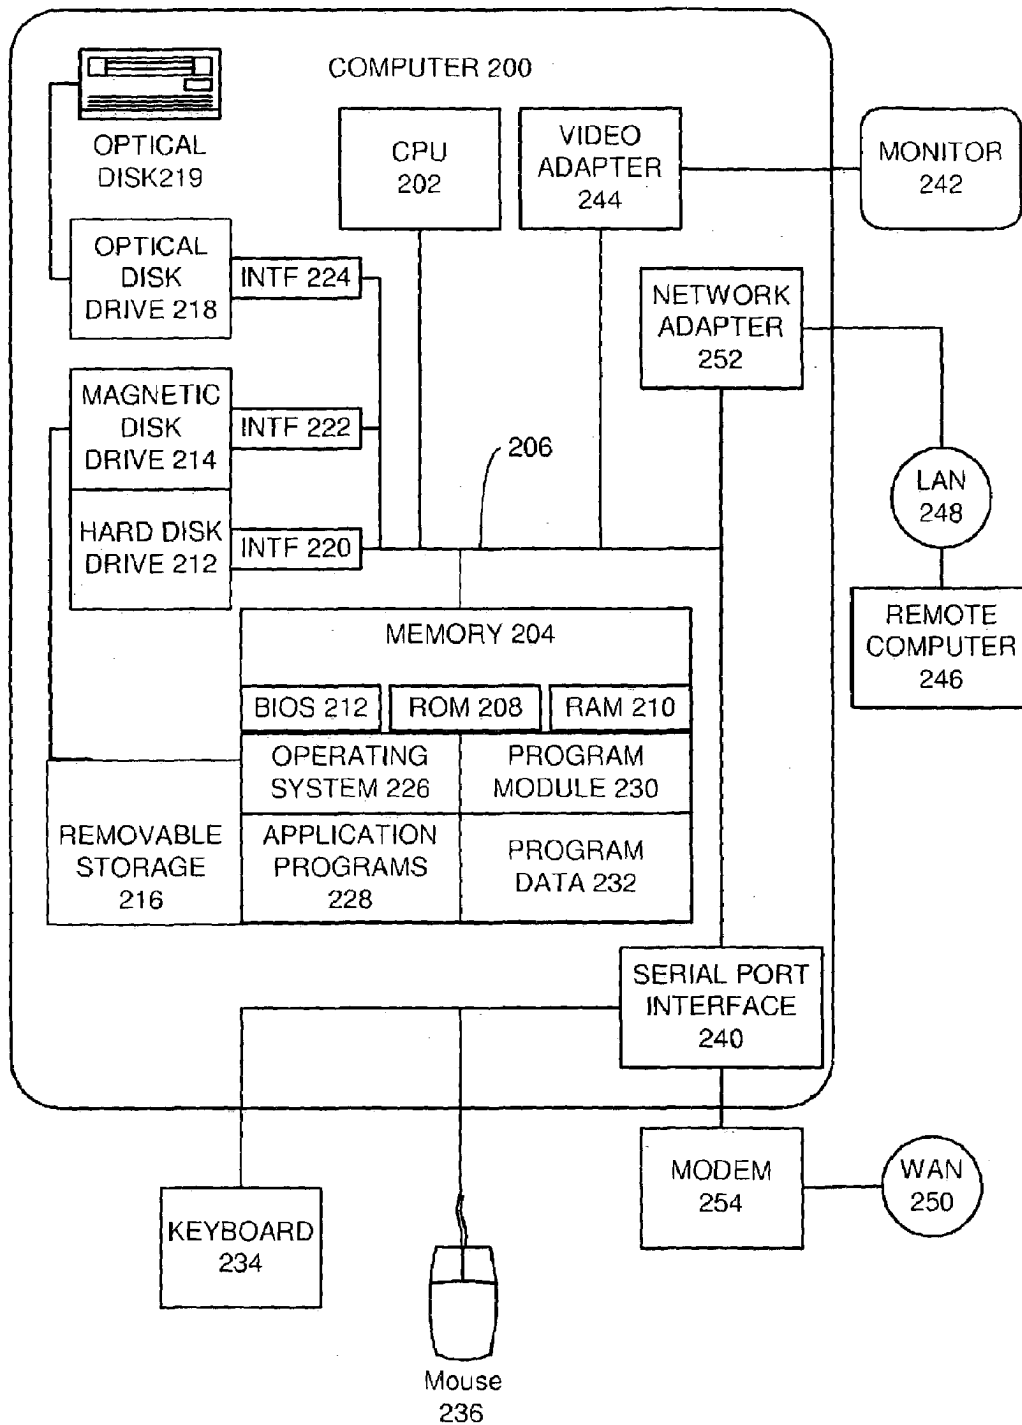 COMPUTER 200
OPTICAL
DISK219
CPU
202
VIDEO
ADAPTER
244
MONITOR
242
OPTICAL
DISK
DRIVE 218
INTF 224
NETWORK
ADAPTER
252
MAGNETIC
DISK
DRIVE 214
INTF 222
206
LAN
248
HARD DISK
DRIVE 212
INTF 220
REMOTE
COMPUTER
246
MEMORY 204
BIOS 212
ROM 208
RAM 210
OPERATING
SYSTEM 226
PROGRAM
MODULE 230
REMOVABLE
STORAGE
216
APPLICATION
PROGRAMS
228
PROGRAM
DATA 232
SERIAL PORT
INTERFACE
240
MODEM
254
WAN
250
KEYBOARD
234
Mouse
236